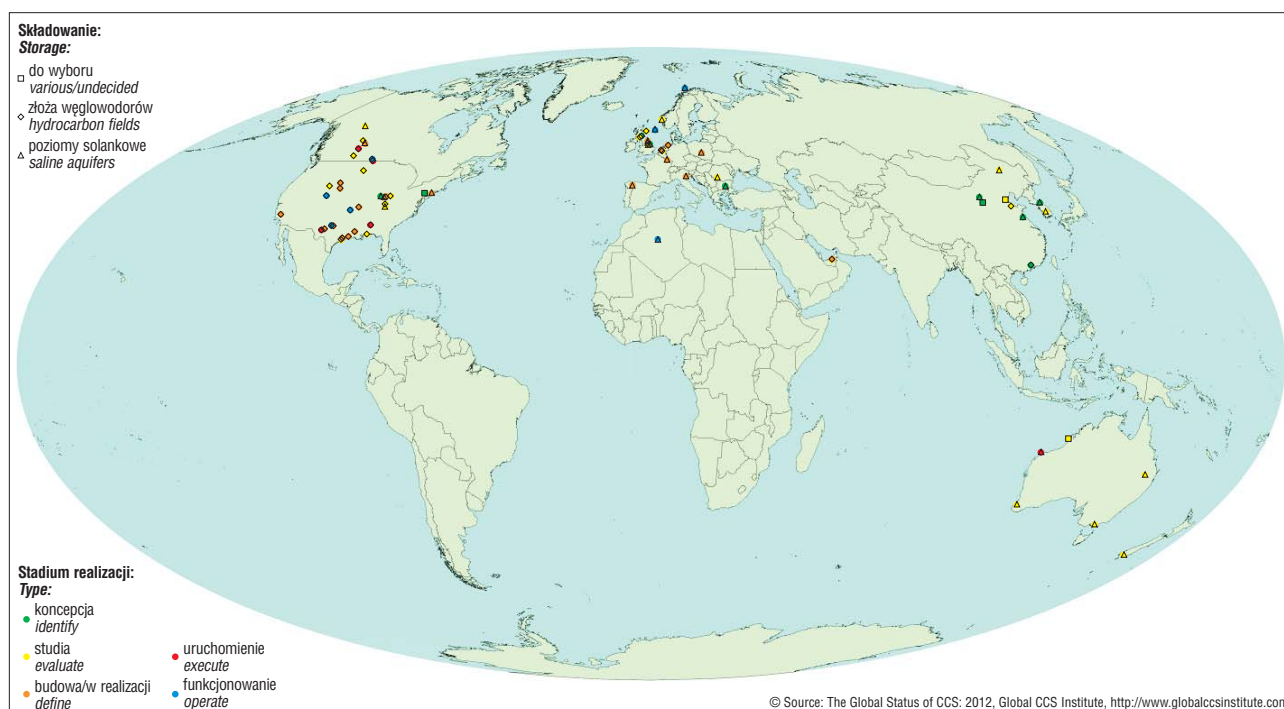 Składowanie:
Storage:
do wyboru
various/undecided
złoża węglowodorów
hydrocarbon fields
poziomy solankowe
saline aquifers
Stadium realizacji:
Type:
koncepcja
identify
studia
evaluate
budowa/w realizacji
define
uruchomienie
execute
funkcjonowanie
operate
© Source: The Global Status of CCS: 2012, Global CCS Institute, http://www.globalccsinstitute.com